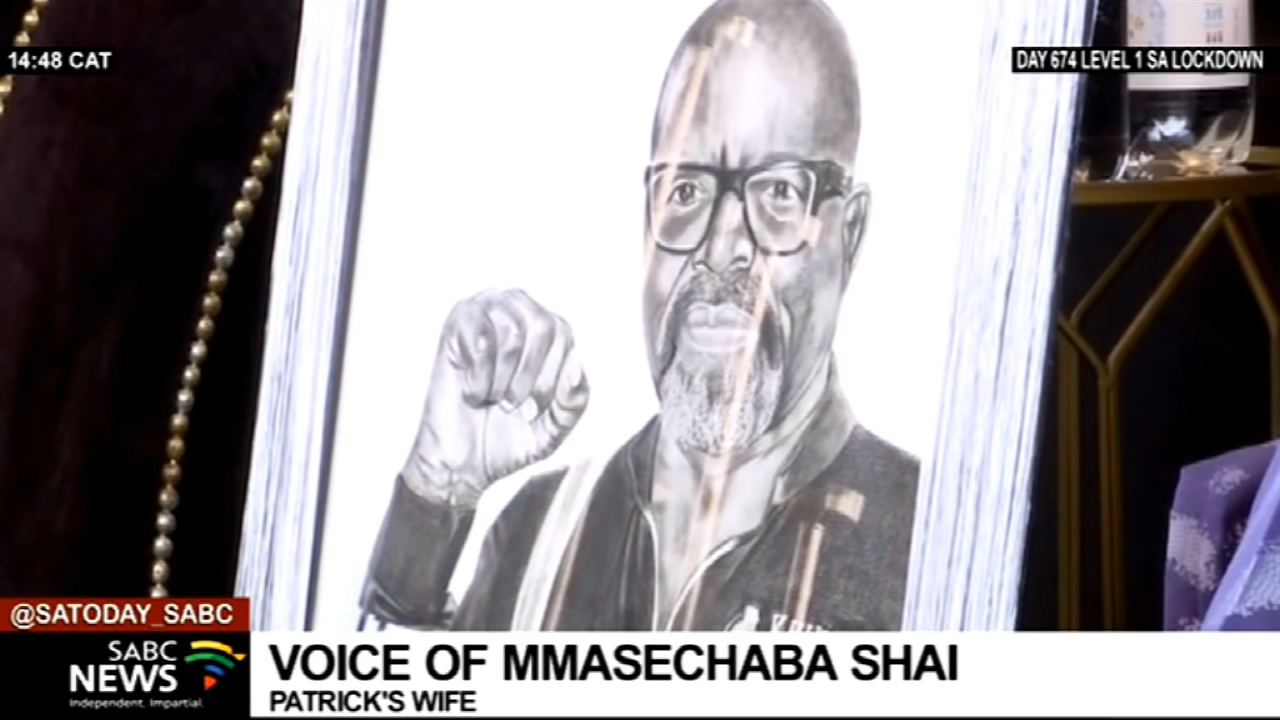 14:48 CAT
DAY 674 LEVEL 1 SA LOCKDOWN
@SATODAY_SABC
SABC
NEWS
Independent. Impartial.
VOICE OF MMASECHABA SHAI
PATRICK'S WIFE